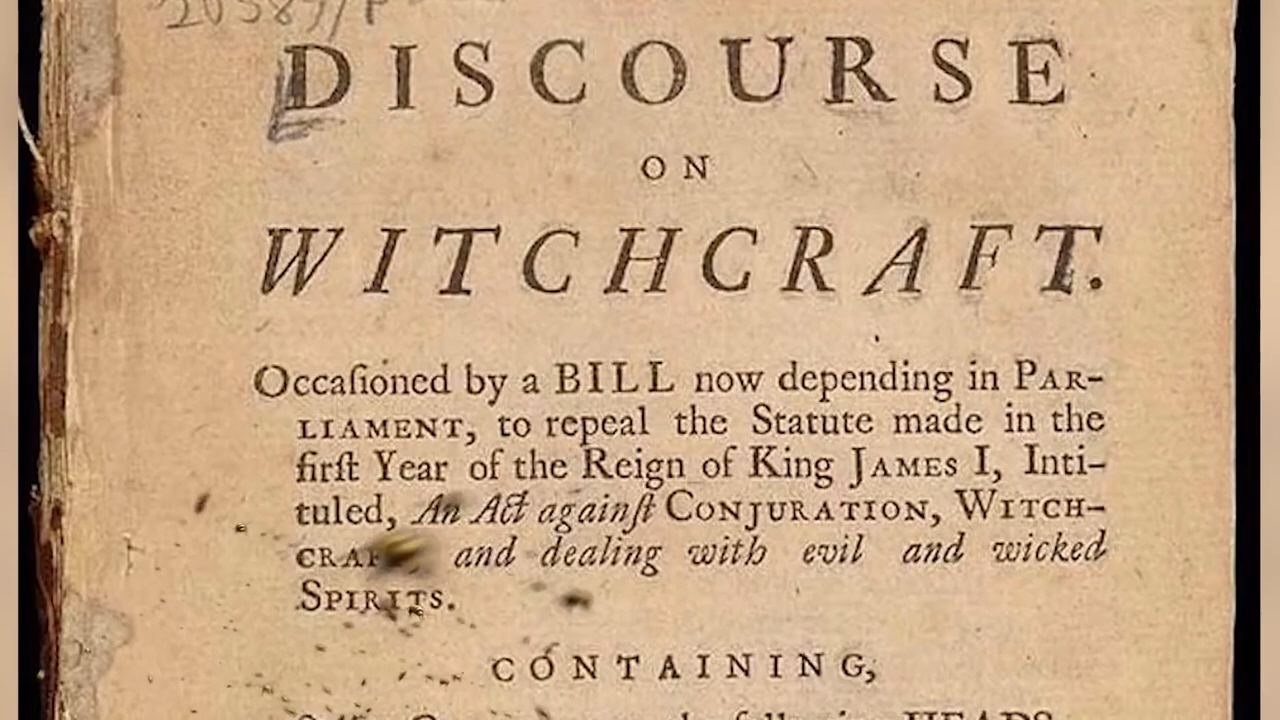 DISCOURSE
ON
WITCHCRAFT.
Occaſioned by a BILL now depending in PAR-
LIAMENT, to repeal the Statute made in the
firſt Year of the Reign of King JAMES I, Inti-
tuled, An Act againſt CONJURATION, WITCH-
and dealing with evil and wicked
SPIRITS.
CONTAINING,
HEADS